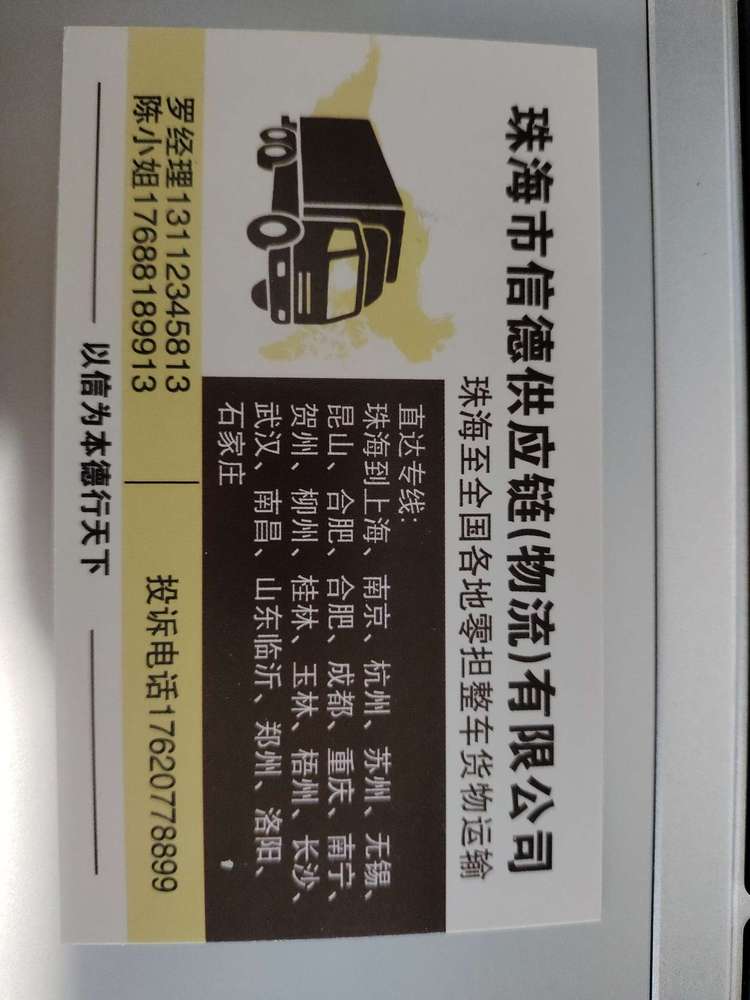 珠海市信德供应链(物流)有限公司
珠海至全国各地零担整车货物运输
直达专线:
珠海到上海、南京、杭州、苏州、无锡、
昆山、合肥、合肥、成都、重庆、南宁、
贺州、柳州、桂林、玉林、梧州、长沙、
武汉、南昌、山东临沂、郑州、洛阳、
石家庄
罗经理13112345813
陈小姐17688189913
投诉电话17620778899
以信为本德行天下